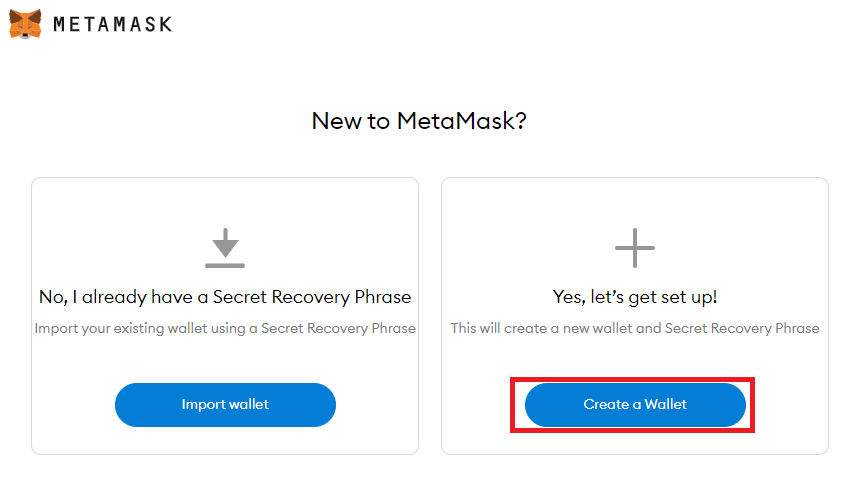 METAMASK
New to MetaMask?
No, I already have a Secret Recovery Phrase
Import your existing wallet using a Secret Recovery Phrase
Import wallet
Yes, let’s get set up!
This will create a new wallet and Secret Recovery Phrase
Create a Wallet